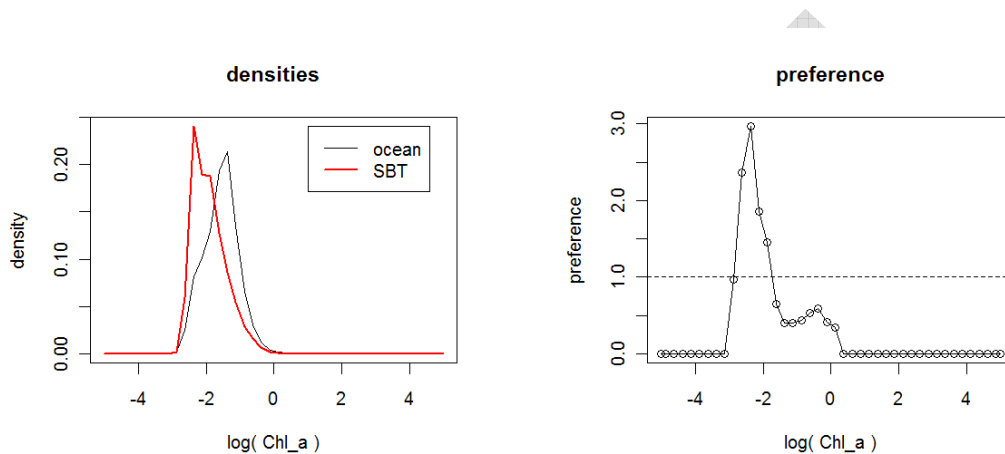 densities
density
0.00
0.10
0.20
ocean
SBT
-4
-2
0
2
4
log( Chl_a )
preference
preference
0.0
1.0
2.0
3.0
-4
-2
0
2
4
log( Chl_a )